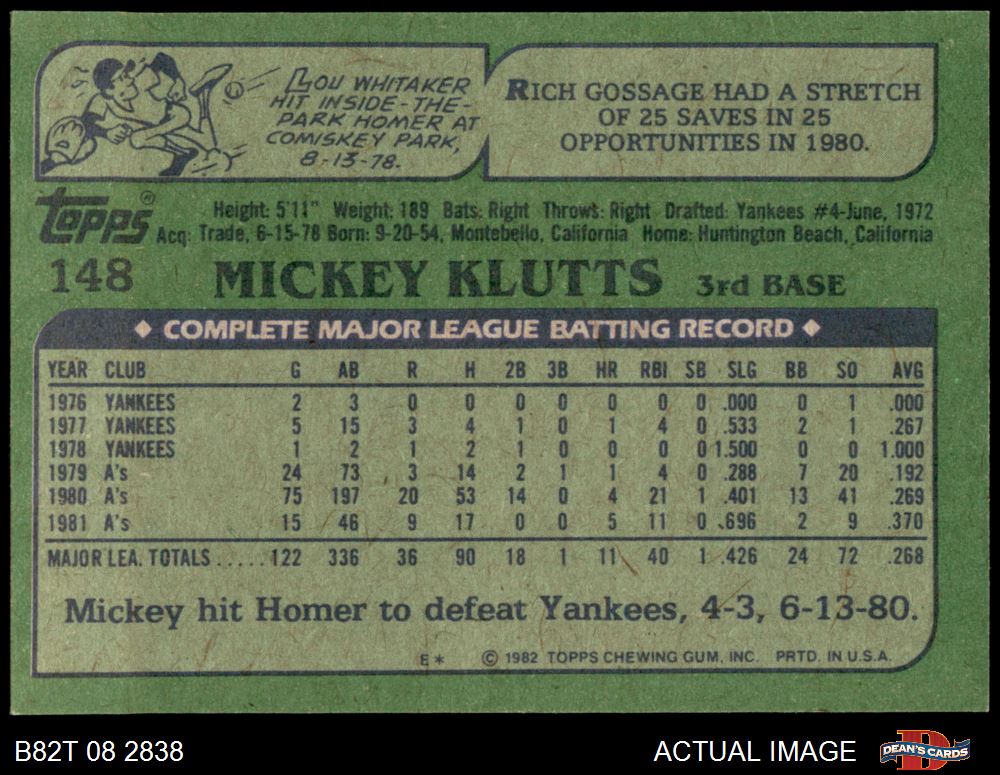 LOU WHITAKER
HIT INSIDE-THE-
PARK HOMER AT
COMISKEY PARK,
8-13-78.
RICH GOSSAGE HAD A STRETCH
OF 25 SAVES IN 25
OPPORTUNITIES IN 1980.
topps®
Height: 5'11" Weight: 189 Bats: Right Throws: Right Drafted: Yankees #4-June, 1972
Acq: Trade, 6-15-78 Born: 9-20-54, Montebello, California Home: Huntington Beach, California
148 MICKEY KLUTTS 3rd BASE
♦ COMPLETE MAJOR LEAGUE BATTING RECORD ♦
YEAR CLUB G AB R H 2B 3B HR RBI SB SLG BB SO AVG
1976 YANKEES 2 3 0 0 0 0 0 0 0 .000 0 1 .000
1977 YANKEES 5 15 3 4 1 0 1 4 0 .533 2 1 .267
1978 YANKEES 1 2 1 2 1 0 0 0 0 1.500 0 0 1.000
1979 A's 24 73 3 14 2 1 1 4 0 .288 7 20 .192
1980 A's 75 197 20 53 14 0 4 21 1 .401 13 41 .269
1981 A's 15 46 9 17 0 0 5 11 0 .696 2 9 .370
MAJOR LEA. TOTALS .....122 336 36 90 18 1 11 40 1 .426 24 72 .268
Mickey hit Homer to defeat Yankees, 4-3, 6-13-80.
E* © 1982 TOPPS CHEWING GUM, INC. PRTD. IN U.S.A.
B82T 08 2838 ACTUAL IMAGE DEAN'S CARDS